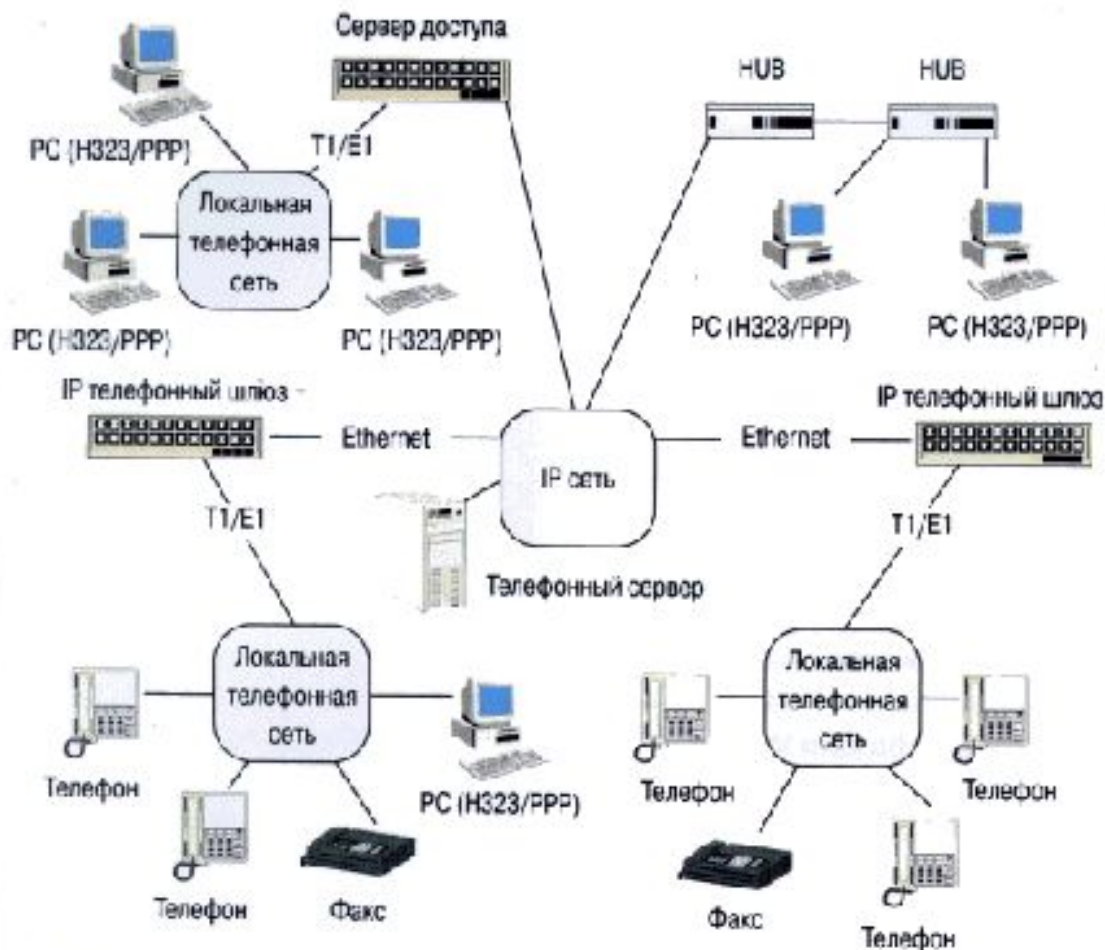 Сервер доступа
HUB
HUB
PC (H323/PPP)
T1/E1
Локальная
телефонная
сеть
PC (H323/PPP)
PC (H323/PPP)
PC (H323/PPP)
PC (H323/PPP)
IP телефонный шлюз
IP телефонный шлюз
Ethernet
Ethernet
IP сеть
T1/E1
T1/E1
Телефонный сервер
Локальная
телефонная
сеть
Локальная
телефонная
сеть
Телефон
PC (H323/PPP)
Телефон
Телефон
Телефон
Факс
Факс
Телефон